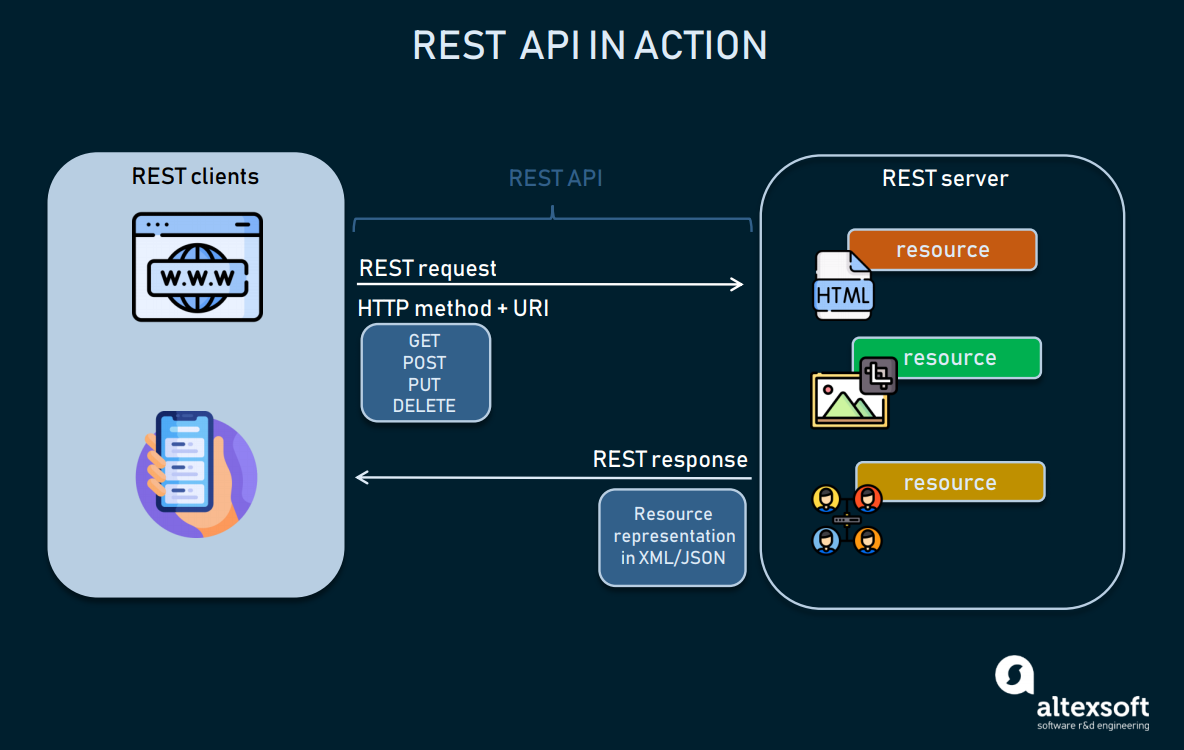 REST API IN ACTION
REST clients
W.W.W
REST API
REST request
HTTP method + URI
GET
POST
PUT
DELETE
REST response
Resource
representation
in XML/JSON
REST server
resource
HTML
resource
resource
altexsoft
software r&d engineering